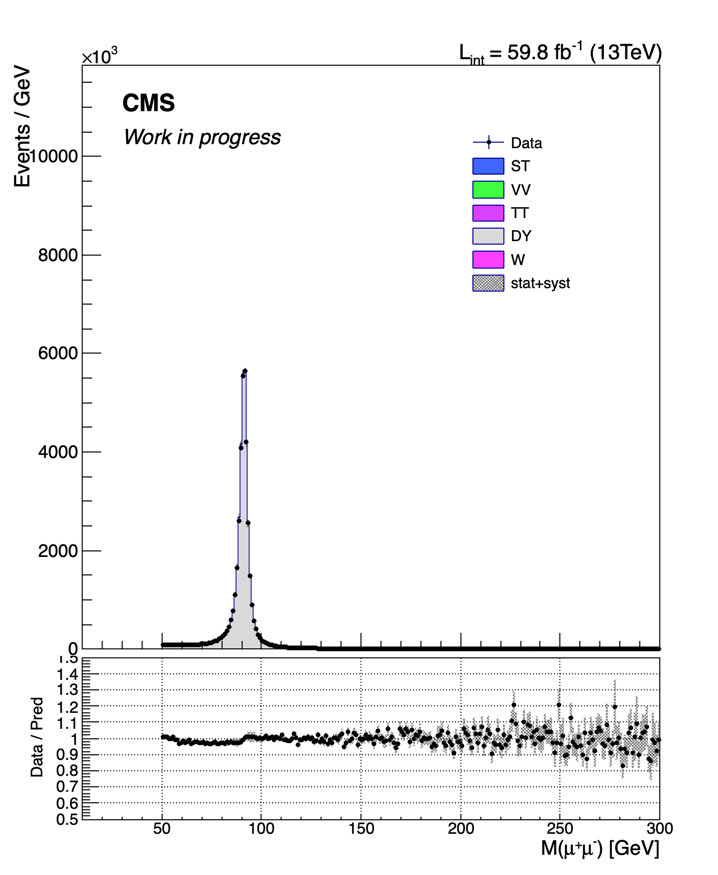 ×10³
L_int = 59.8 fb⁻¹ (13TeV)
Events / GeV
CMS
Work in progress
Data
ST
VV
TT
DY
W
stat+syst
10000
8000
6000
4000
2000
0
Data / Pred
1.5
1.4
1.3
1.2
1.1
1
0.9
0.8
0.7
0.6
0.5
50 100 150 200 250 300
M(μ⁺μ⁻) [GeV]